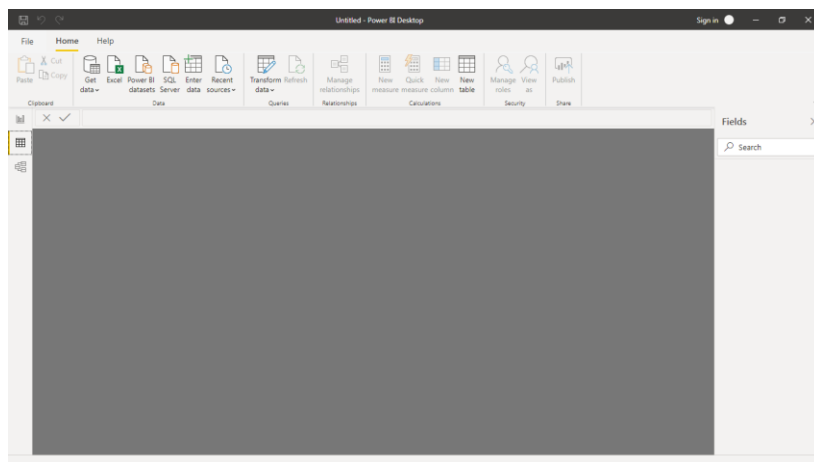 Untitled - Power BI Desktop
Sign in
File Home Help
Paste
Cut
Copy
Clipboard
Get data
Excel
Power BI datasets
SQL Server
Enter data
Recent sources
Data
Transform data
Refresh
Queries
Manage relationships
Relationships
New measure
Quick measure
New column
New table
Calculations
Manage roles
View as
Security
Publish
Share
Fields
Search